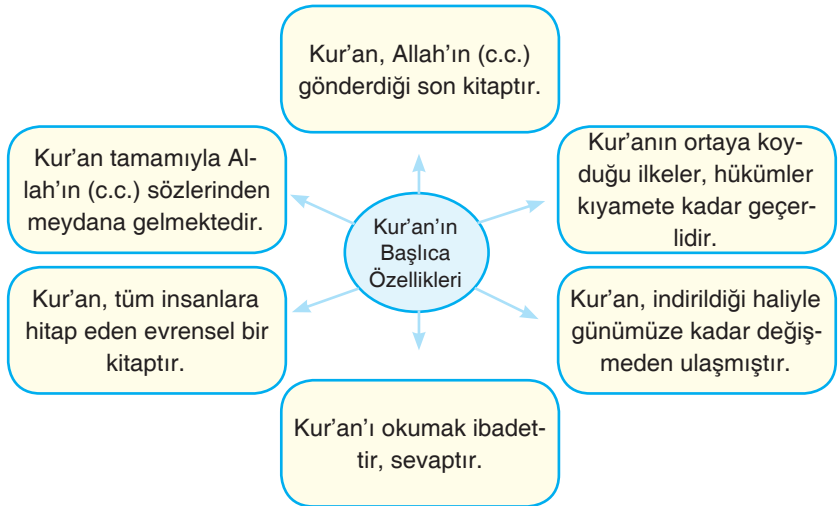 Kur’an, Allah’ın (c.c.)
gönderdiği son kitaptır.
Kur’an tamamıyla Al-
lah’ın (c.c.) sözlerinden
meydana gelmektedir.
Kur’anın ortaya koy-
duğu ilkeler, hükümler
kıyamete kadar geçer-
lidir.
Kur’an’ın
Başlıca
Özellikleri
Kur’an, tüm insanlara
hitap eden evrensel bir
kitaptır.
Kur’an, indirildiği haliyle
günümüze kadar değiş-
meden ulaşmıştır.
Kur’an’ı okumak ibadet-
tir, sevaptır.